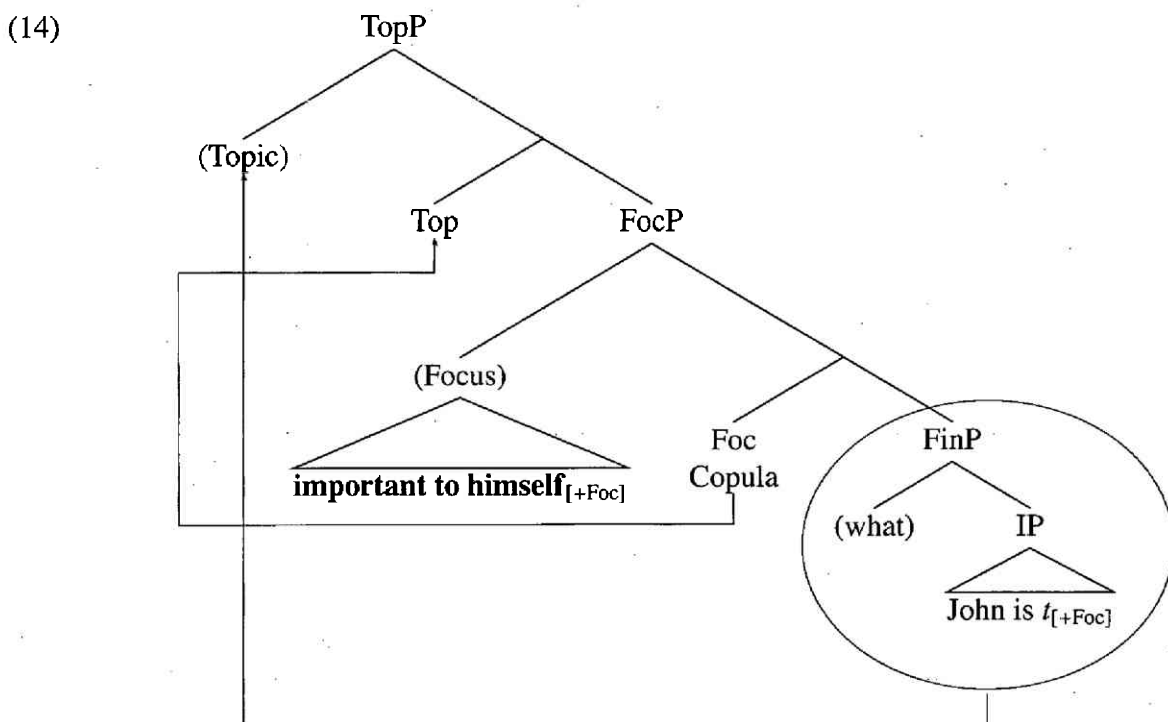 (14) TopP
(Topic)
Top FocP
(Focus)
Foc FinP
Copula
important to himself[+Foc]
(what) IP
John is t[+Foc]